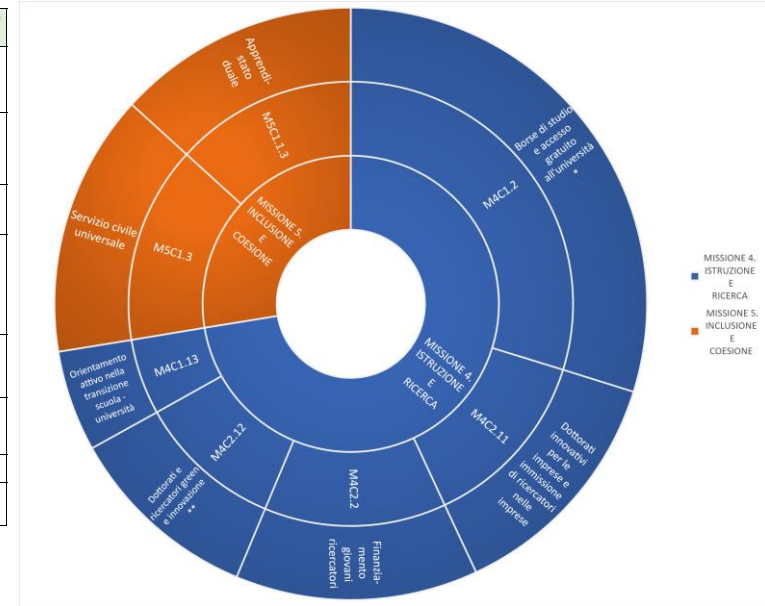 Apprendi-
stato
duale
M5C1.1.3
MISSIONE 5.
INCLUSIONE
E
COESIONE
Servizio civile
universale
M5C1.3
Borse di studio
e accesso
gratuito
all'università
*
M4C1.2
MISSIONE 4.
ISTRUZIONE
E
RICERCA
M4C2.11
Dottorati
innovativi
per le
imprese e
immissione
di ricercatori
nelle
imprese
M4C2.2
Finanzia-
mento
giovani
ricercatori
M4C2.12
Dottorati e
ricercatori green
e innovazione
**
M4C1.13
Orientamento
attivo nella
transizione
scuola -
università
MISSIONE 4.
ISTRUZIONE
E
RICERCA
MISSIONE 5.
INCLUSIONE
E
COESIONE